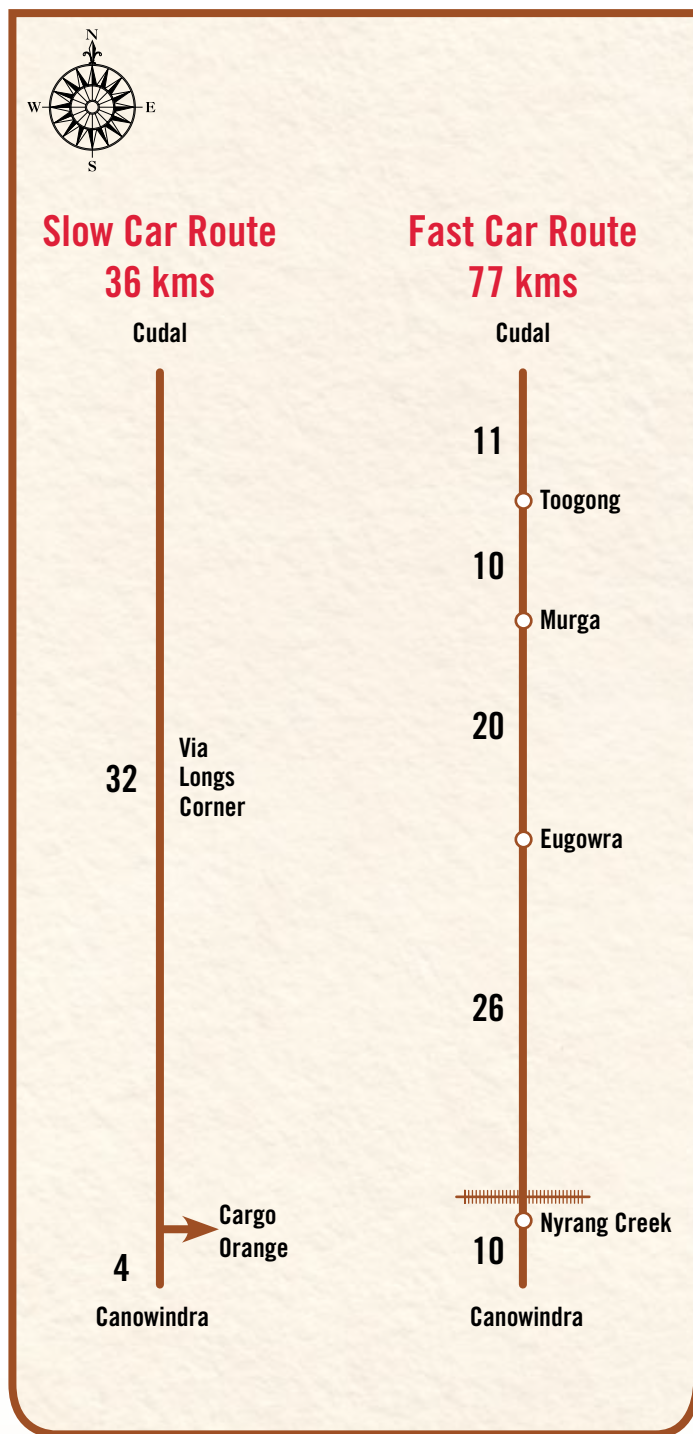 N
W
E
S
Slow Car Route
36 kms
Cudal
32
Via
Longs
Corner
Cargo
Orange
4
Canowindra
Fast Car Route
77 kms
Cudal
11
Toogong
10
Murga
20
Eugowra
26
Nyrang Creek
10
Canowindra